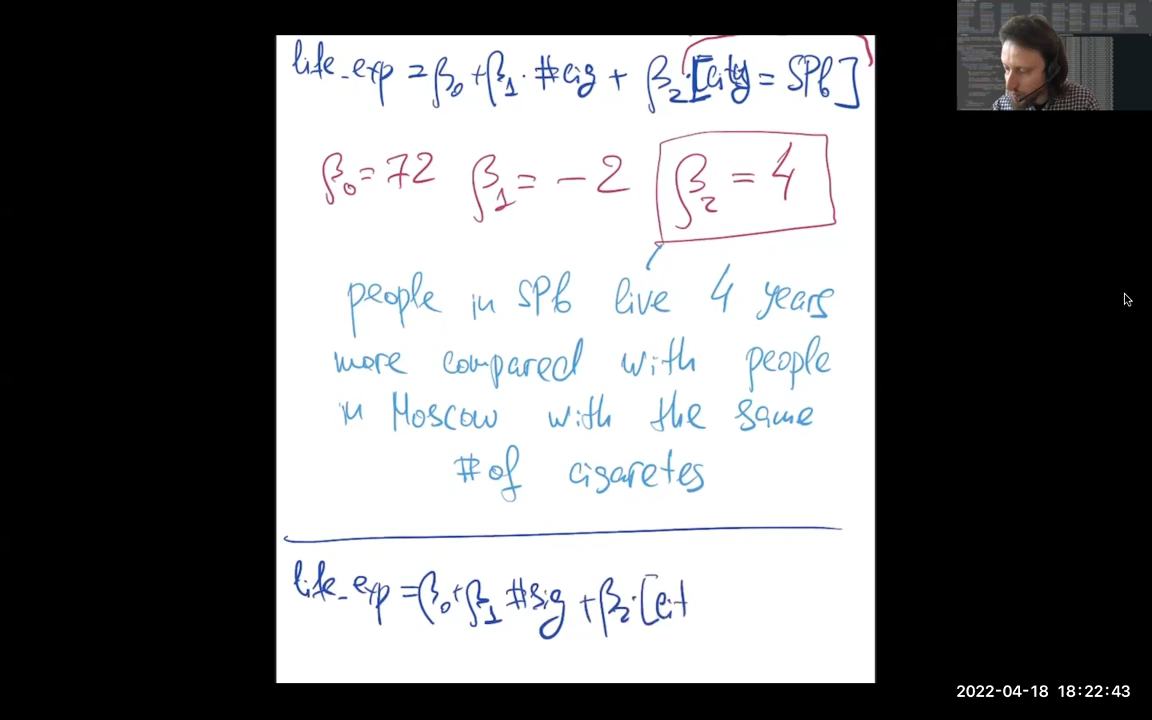 life_exp = β₀ + β₁ · #cig + β₂ · [city = SPb]
β₀ = 72 β₁ = −2 β₂ = 4
people in SPb live 4 years
more compared with people
in Moscow with the same
# of cigaretes
life_exp = β₀ + β₁ #sig + β₂ · [cit
2022-04-18 18:22:43